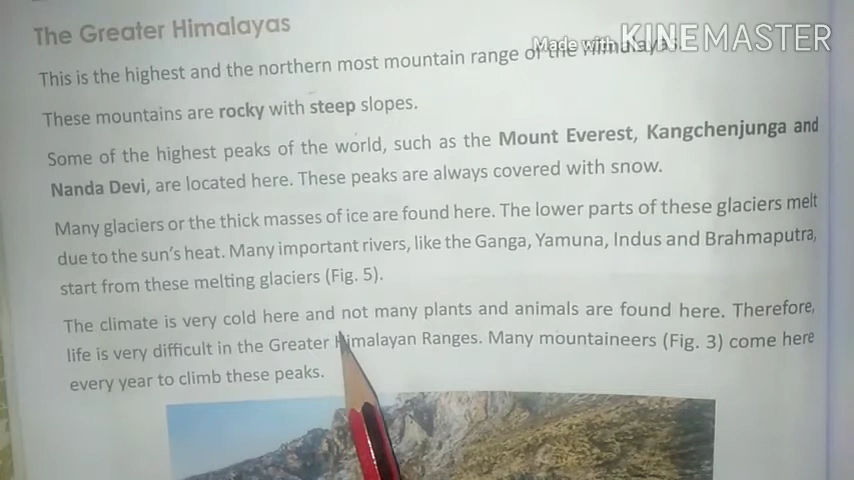 The Greater Himalayas
Made with KINEMASTER
This is the highest and the northern most mountain range of the Himalayas.
These mountains are rocky with steep slopes.
Some of the highest peaks of the world, such as the Mount Everest, Kangchenjunga and
Nanda Devi, are located here. These peaks are always covered with snow.
Many glaciers or the thick masses of ice are found here. The lower parts of these glaciers melt
due to the sun's heat. Many important rivers, like the Ganga, Yamuna, Indus and Brahmaputra,
start from these melting glaciers (Fig. 5).
The climate is very cold here and not many plants and animals are found here. Therefore,
life is very difficult in the Greater Himalayan Ranges. Many mountaineers (Fig. 3) come here
every year to climb these peaks.